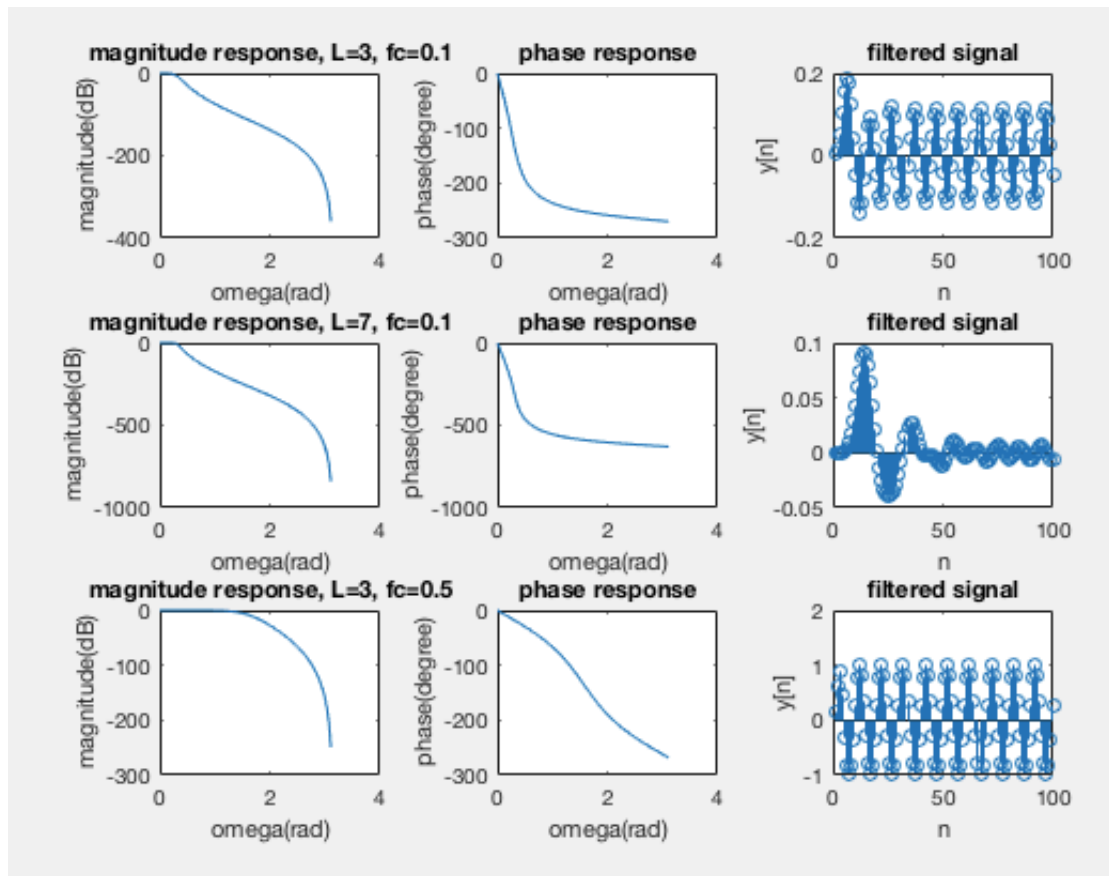 magnitude response, L=3, fc=0.1
0
-200
-400
magnitude(dB)
0 2 4
omega(rad)
phase response
0
-100
-200
-300
phase(degree)
0 2 4
omega(rad)
filtered signal
0.2
0
-0.2
y[n]
0 50 100
n
magnitude response, L=7, fc=0.1
0
-500
-1000
magnitude(dB)
0 2 4
omega(rad)
phase response
0
-500
-1000
phase(degree)
0 2 4
omega(rad)
filtered signal
0.1
0.05
0
-0.05
y[n]
0 50 100
n
magnitude response, L=3, fc=0.5
0
-100
-200
-300
magnitude(dB)
0 2 4
omega(rad)
phase response
0
-100
-200
-300
phase(degree)
0 2 4
omega(rad)
filtered signal
2
1
0
-1
y[n]
0 50 100
n